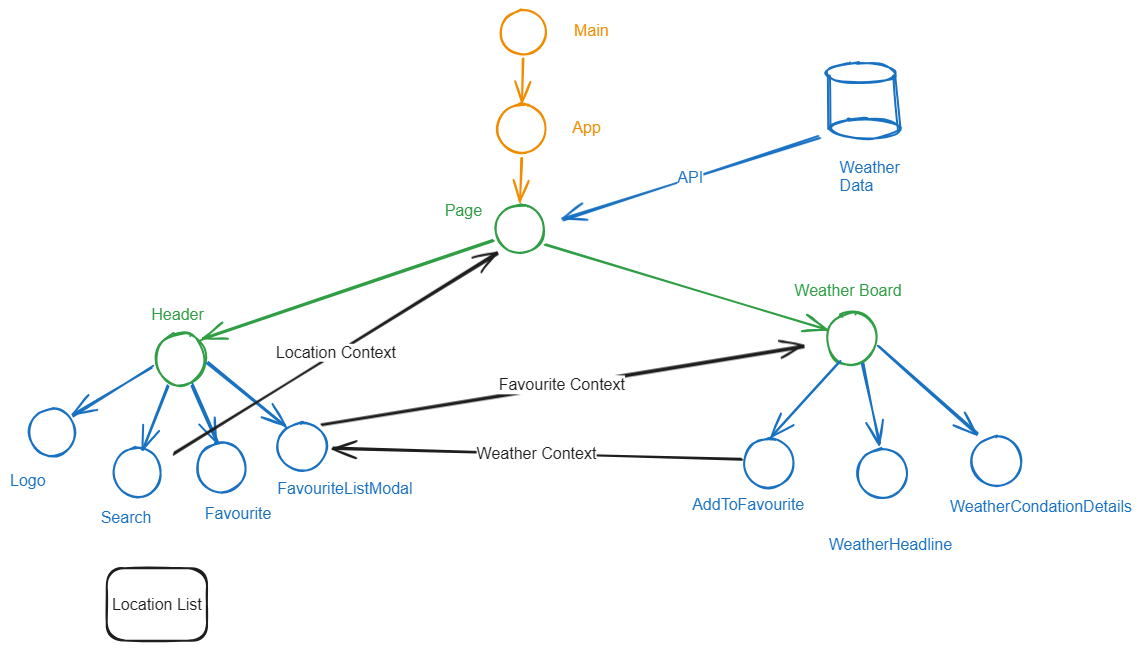 Main
App
Weather
Data
API
Page
Weather Board
Header
Location Context
Favourite Context
Weather Context
Logo
FavouriteListModal
Search
Favourite
AddToFavourite
WeatherCondationDetails
WeatherHeadline
Location List